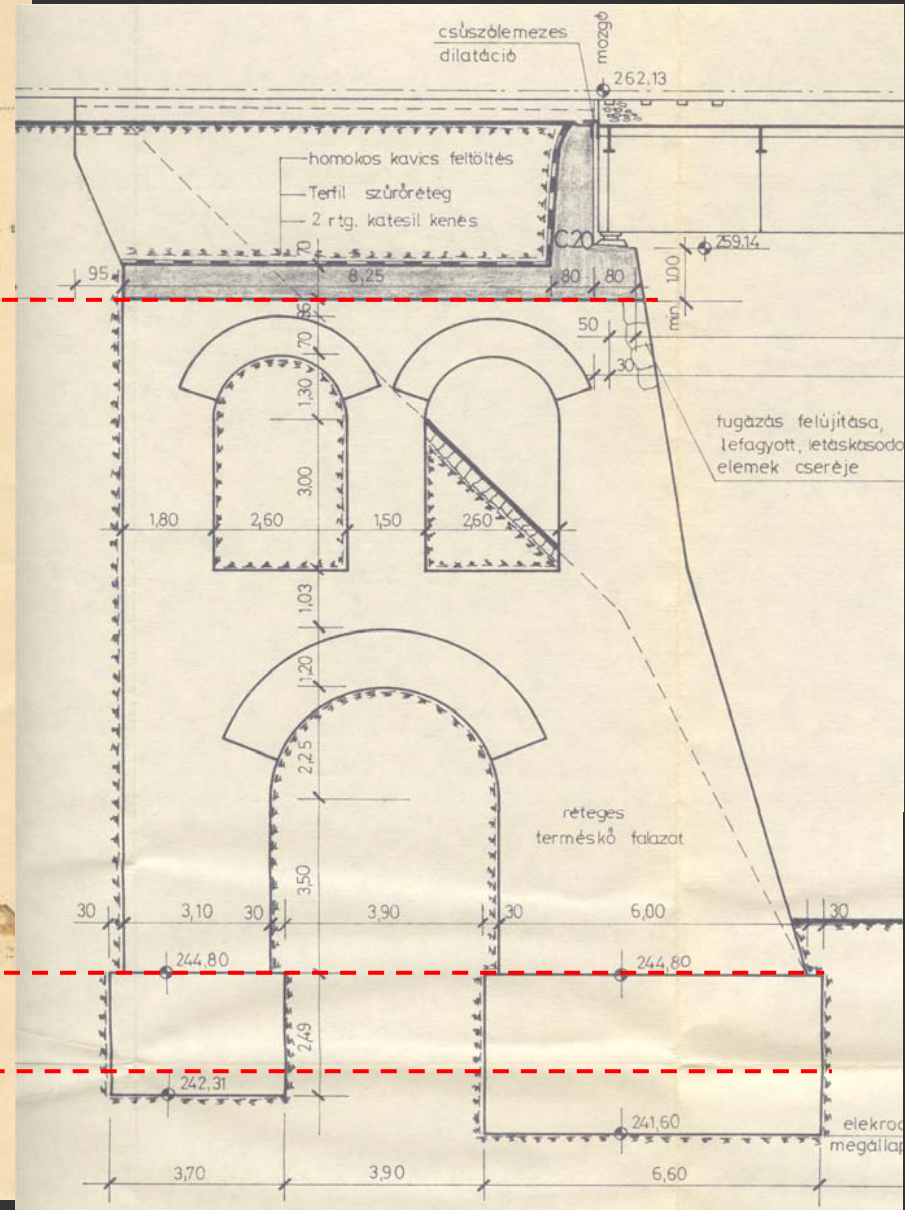 csúszólemezes
dilatáció
mozgó
262,13
homokos kavics feltöltés
Terfil szűrőréteg
2 rtg. katesil kenés
C.20
259,14
70
95
8,25
80
80
min. 1,00
86
70
50
30
1,30
fugázás felújítása,
lefagyott, letáskásodo
elemek cseréje
3,00
1,80
2,60
1,50
2,60
1,03
1,20
2,25
réteges
terméskő falazat
3,50
30
3,10
30
3,90
30
6,00
30
244,80
244,80
2,49
242,31
241,60
elekro
megállap
3,70
3,90
6,60